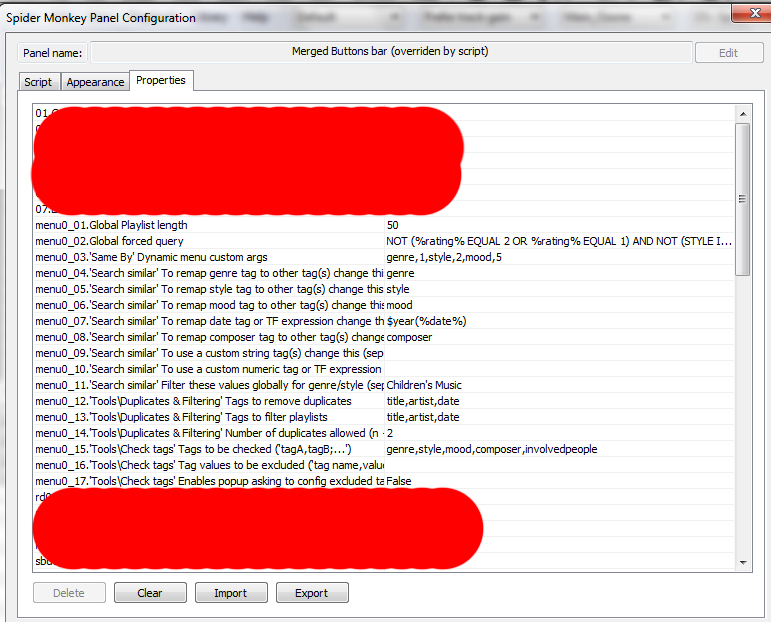 Spider Monkey Panel Configuration
Panel name: Merged Buttons bar (overriden by script) Edit
Script Appearance Properties
01.
07.
menu0_01.Global Playlist length 50
menu0_02.Global forced query NOT (%rating% EQUAL 2 OR %rating% EQUAL 1) AND NOT (STYLE I...
menu0_03.'Same By' Dynamic menu custom args genre,1,style,2,mood,5
menu0_04.'Search similar' To remap genre tag to other tag(s) change thi genre
menu0_05.'Search similar' To remap style tag to other tag(s) change this style
menu0_06.'Search similar' To remap mood tag to other tag(s) change this mood
menu0_07.'Search similar' To remap date tag or TF expression change th $year(%date%)
menu0_08.'Search similar' To remap composer tag to other tag(s) change composer
menu0_09.'Search similar' To use a custom string tag(s) change this (sep
menu0_10.'Search similar' To use a custom numeric tag or TF expression
menu0_11.'Search similar' Filter these values globally for genre/style (sep Children's Music
menu0_12.'Tools\Duplicates & Filtering' Tags to remove duplicates title,artist,date
menu0_13.'Tools\Duplicates & Filtering' Tags to filter playlists title,artist,date
menu0_14.'Tools\Duplicates & Filtering' Number of duplicates allowed (n 2
menu0_15.'Tools\Check tags' Tags to be checked ('tagA,tagB;...') genre,style,mood,composer,involvedpeople
menu0_16.'Tools\Check tags' Tag values to be excluded ('tag name,value
menu0_17.'Tools\Check tags' Enables popup asking to config excluded ta False
Delete Clear Import Export